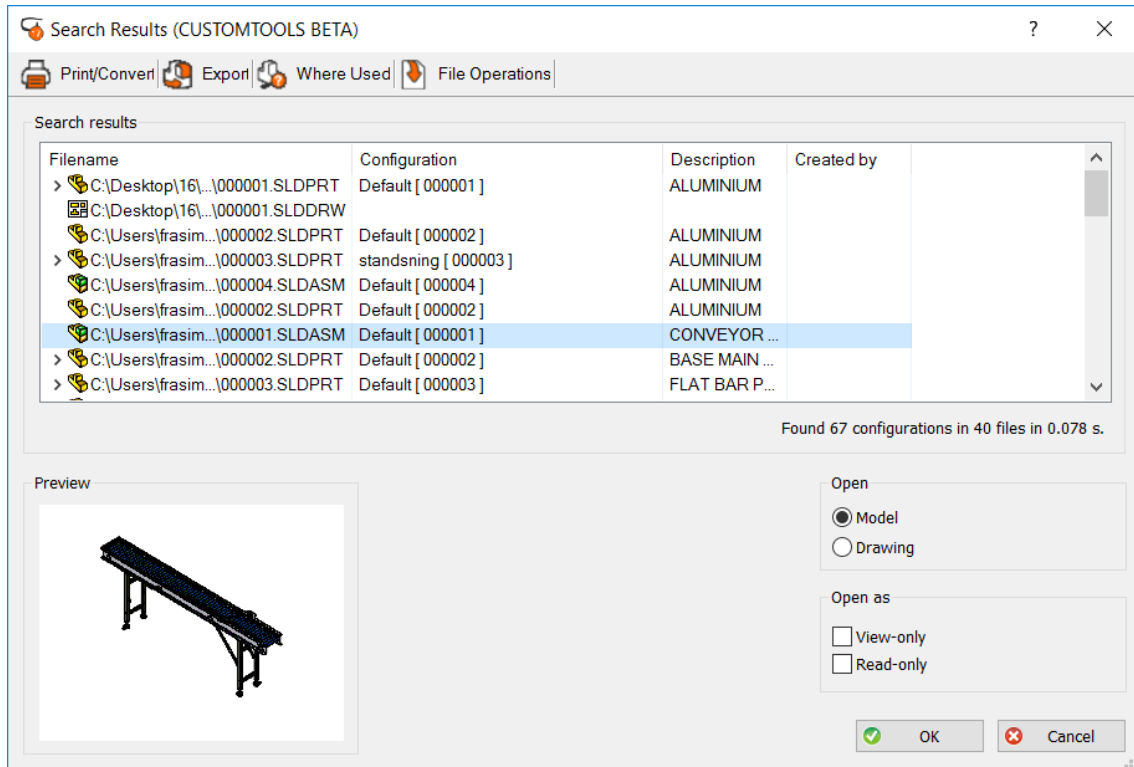 Search Results (CUSTOMTOOLS BETA) ?
Print/Convert Export Where Used File Operations
Search results
Filename Configuration Description Created by
C:\Desktop\16\...\000001.SLDPRT Default [ 000001 ] ALUMINIUM
C:\Desktop\16\...\000001.SLDDRW
C:\Users\frasim...\000002.SLDPRT Default [ 000002 ] ALUMINIUM
C:\Users\frasim...\000003.SLDPRT standsning [ 000003 ] ALUMINIUM
C:\Users\frasim...\000004.SLDASM Default [ 000004 ] ALUMINIUM
C:\Users\frasim...\000002.SLDPRT Default [ 000002 ] ALUMINIUM
C:\Users\frasim...\000001.SLDASM Default [ 000001 ] CONVEYOR ...
C:\Users\frasim...\000002.SLDPRT Default [ 000002 ] BASE MAIN ...
C:\Users\frasim...\000003.SLDPRT Default [ 000003 ] FLAT BAR P...
Found 67 configurations in 40 files in 0.078 s.
Preview
Open
Model
Drawing
Open as
View-only
Read-only
OK Cancel